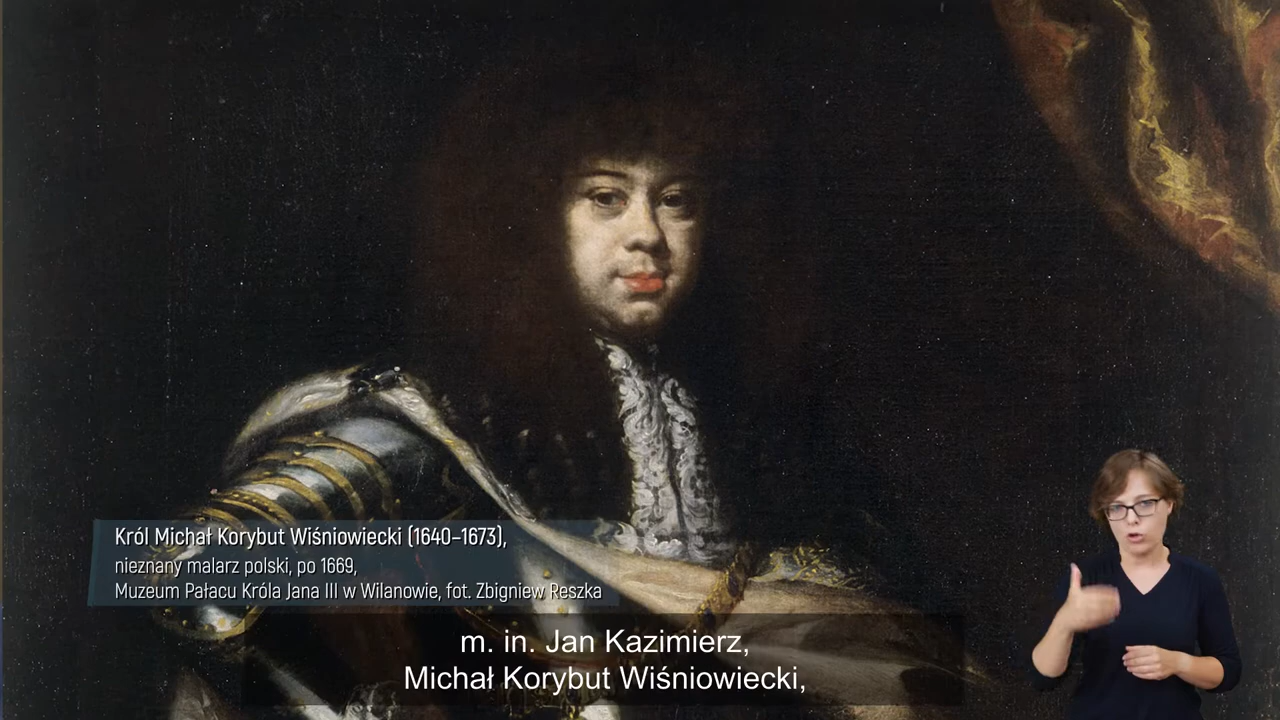 Król Michał Korybut Wiśniowiecki (1640–1673),
nieznany malarz polski, po 1669,
Muzeum Pałacu Króla Jana III w Wilanowie, fot. Zbigniew Reszka
m. in. Jan Kazimierz,
Michał Korybut Wiśniowiecki,